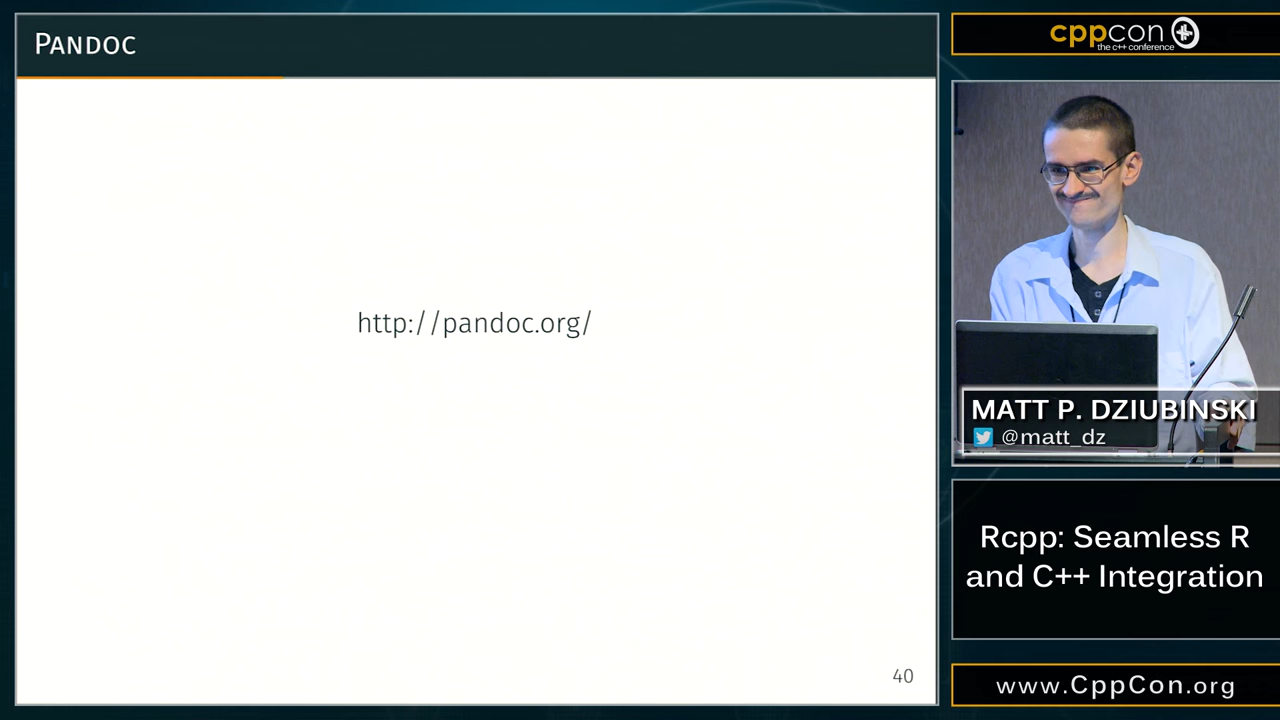 PANDOC
http://pandoc.org/
40
cppcon
the c++ conference
MATT P. DZIUBINSKI
@matt_dz
Rcpp: Seamless R
and C++ Integration
www.CppCon.org